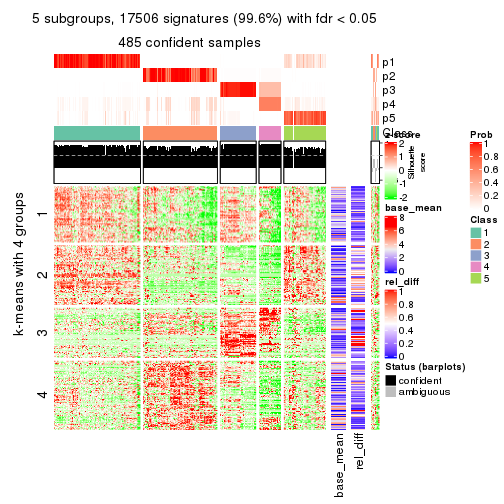 5 subgroups, 17506 signatures (99.6%) with fdr < 0.05
485 confident samples
p1
p2
p3
p4
p5
Class
z-score
2
1
0
-1
-2
Silhouette
score
Prob
1
0.8
0.6
0.4
0.2
0
Class
1
2
3
4
5
base_mean
8
6
4
2
0
rel_diff
1
0.8
0.6
0.4
0.2
0
Status (barplots)
confident
ambiguous
k-means with 4 groups
1
2
3
4
base_mean
rel_diff